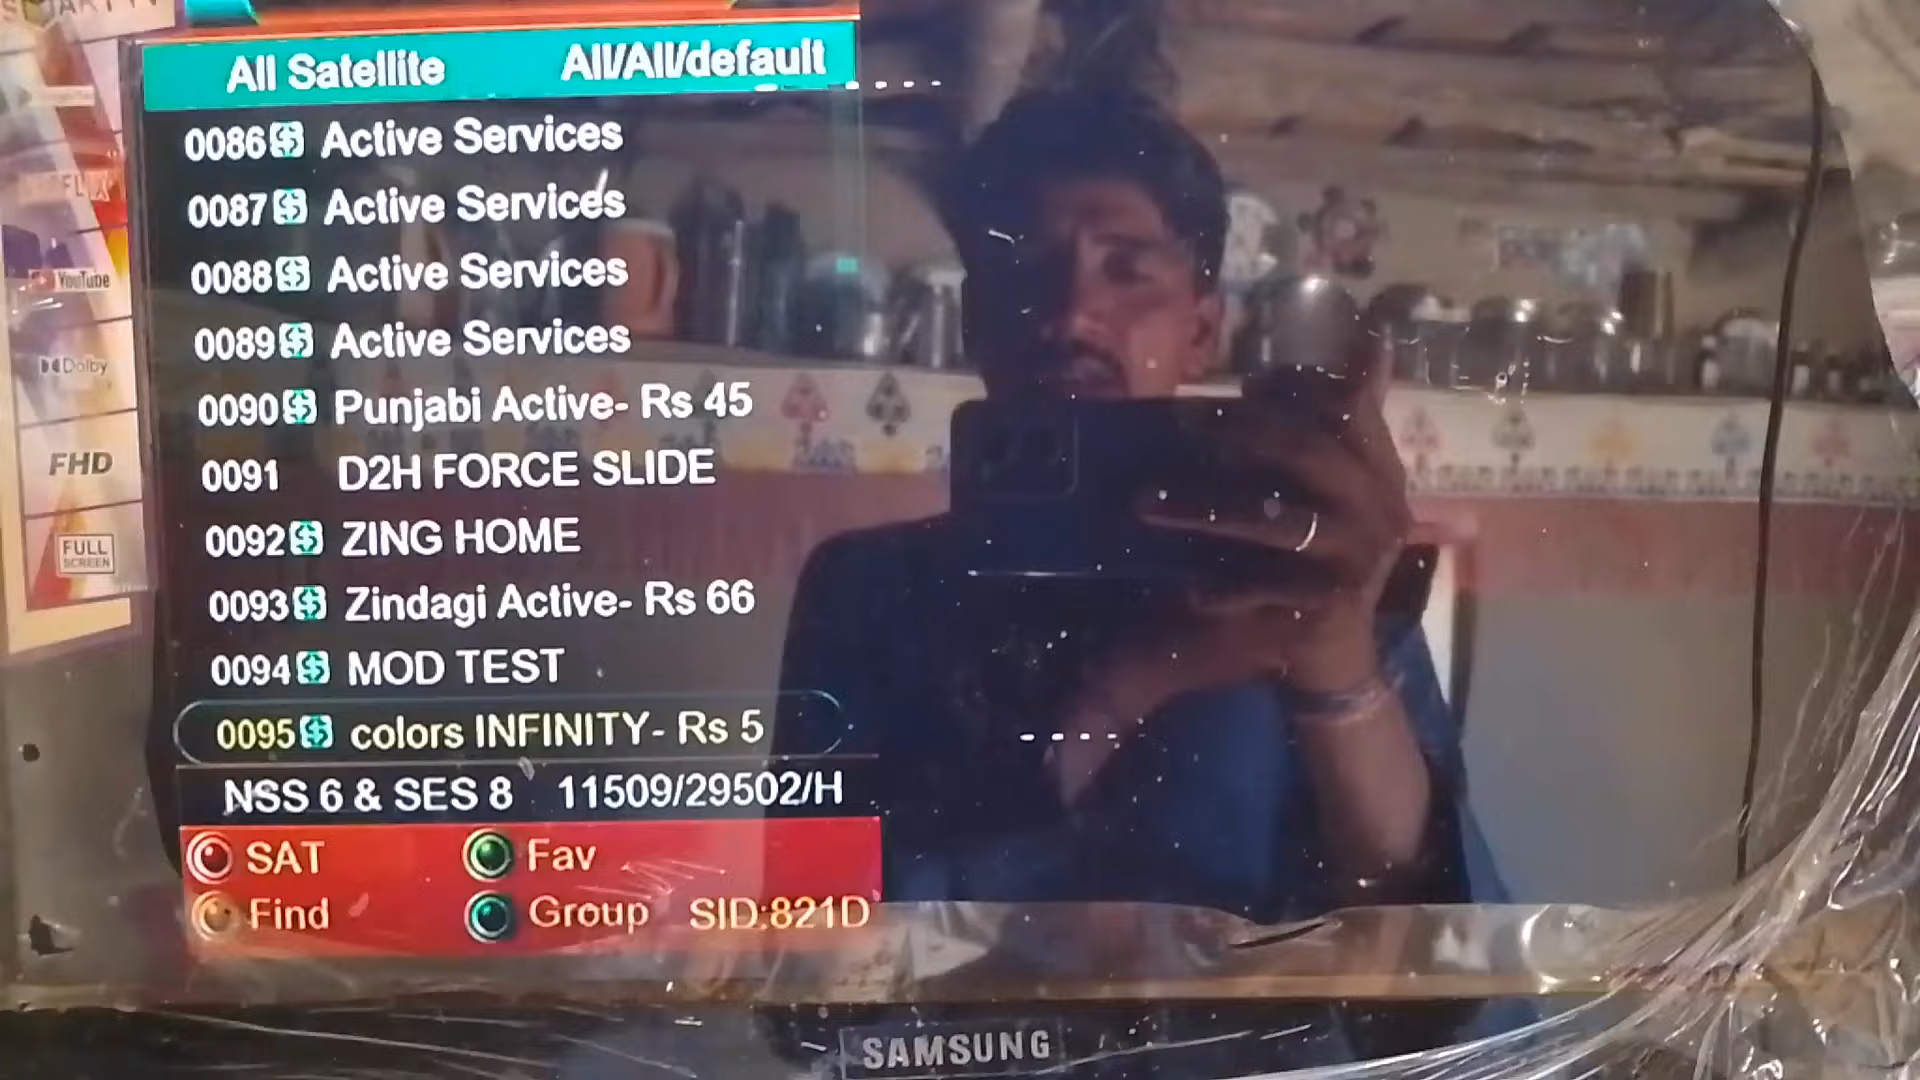 SMART TV
All Satellite All/All/default
0086 $ Active Services
0087 $ Active Services
0088 $ Active Services
0089 $ Active Services
0090 $ Punjabi Active- Rs 45
0091 D2H FORCE SLIDE
0092 $ ZING HOME
0093 $ Zindagi Active- Rs 66
0094 $ MOD TEST
0095 $ colors INFINITY- Rs 5
NSS 6 & SES 8 11509/29502/H
SAT Fav
Find Group SID:821D
YouTube
Dolby
FHD
FULL
SCREEN
SAMSUNG